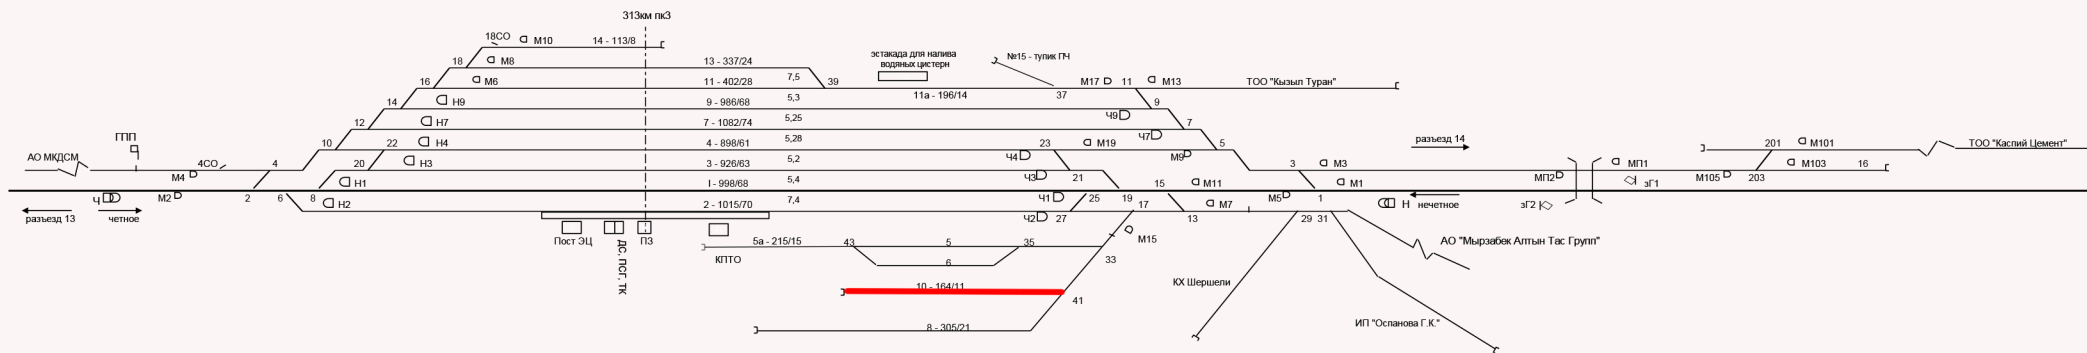 313км пк3
18СО
М10
14 - 113/8
18
М8
13 - 337/24
эстакада для налива
водяных цистерн
№15 - тупик ПЧ
16
М6
11 - 402/28
7,5
39
11а - 196/14
37
М17
11
М13
ТОО "Кызыл Туран"
14
Н9
9 - 986/68
5,3
Ч9
9
12
Н7
7 - 1082/74
5,25
Ч7
7
ГПП
10
22
Н4
4 - 898/61
5,28
23
М19
М9
5
разъезд 14
201
М101
ТОО "Каспий Цемент"
АО МКДСМ
М4
4СО
4
20
Н3
3 - 926/63
5,2
Ч4
21
3
М3
МП2
МП1
зГ1
М105
203
М103
16
Ч
М2
2
6
8
Н1
I - 998/68
5,4
Ч3
Ч1
25
19
15
М11
М5
1
М1
Н
нечетное
зГ2
разъезд 13
четное
Н2
2 - 1015/70
7,4
Ч2
27
17
13
М7
29
31
Пост ЭЦ
ДС, ПСГ, ТК
ПЗ
КПТО
5а - 215/15
43
5
35
6
М15
33
АО "Мырзабек Алтын Тас Групп"
10 - 164/11
41
КХ Шершели
8 - 305/21
ИП "Оспанова Г.К."